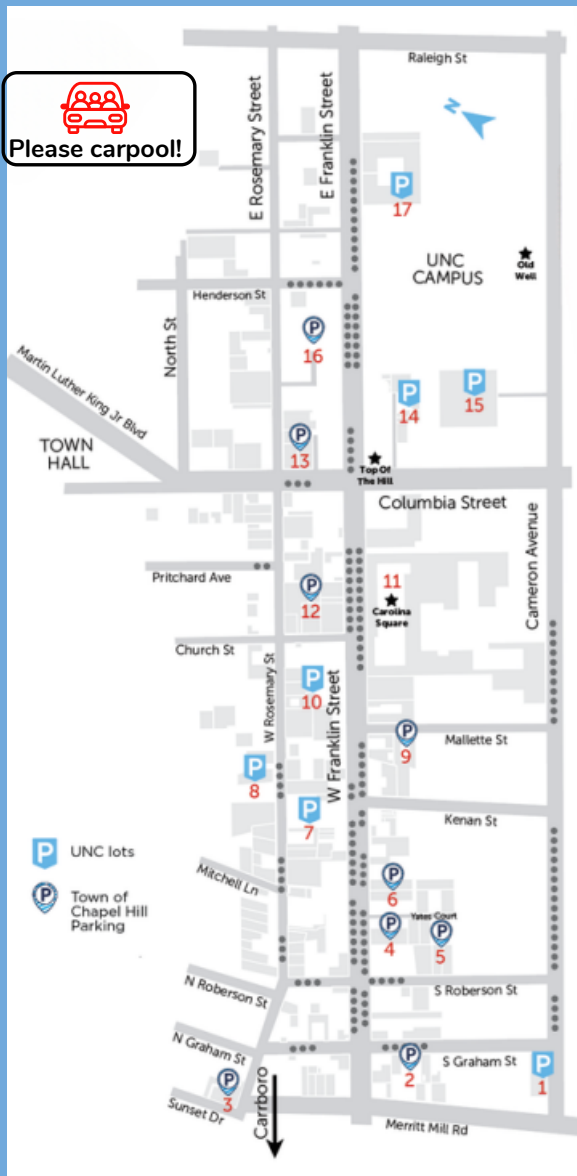 Raleigh St
Please carpool!
E Rosemary Street
E Franklin Street
N
P
17
UNC
CAMPUS
Old
Well
Henderson St
North St
P
16
Martin Luther King Jr Blvd
P
14
P
15
TOWN
HALL
P
13
Top Of
The Hill
Columbia Street
Cameron Avenue
Pritchard Ave
P
12
11
Carolina
Square
Church St
W Rosemary St
P
10
W Franklin Street
P
9
Mallette St
P
8
P
7
Kenan St
P
UNC lots
P
Town of
Chapel Hill
Parking
Mitchell Ln
P
6
Yates Court
P
4
P
5
N Roberson St
S Roberson St
N Graham St
P
2
S Graham St
P
1
P
3
Sunset Dr
Carrboro
Merritt Mill Rd